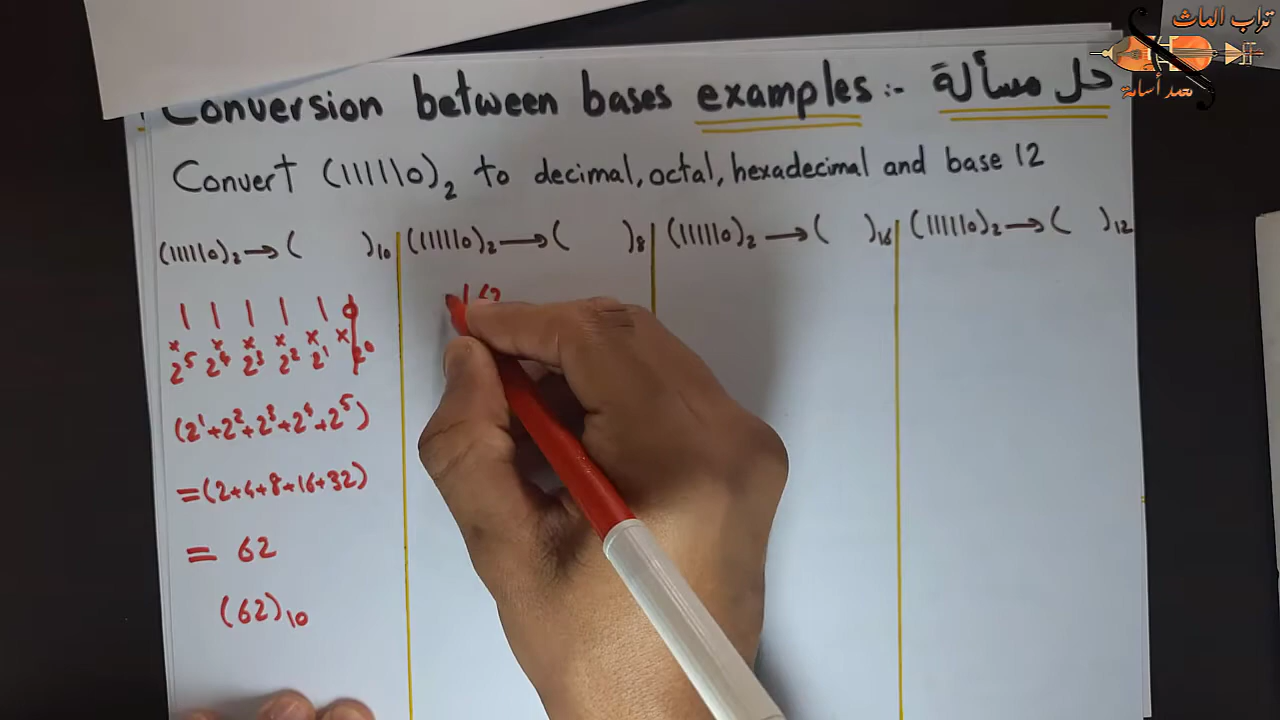 تراب الماث
محمد أسامة
Conversion between bases examples :- حل مسألة
Convert (111110)₂ to decimal, octal, hexadecimal and base 12
(111110)₂ → ( )₁₀ (111110)₂ → ( )₈ (111110)₂ → ( )₁₆ (111110)₂ → ( )₁₂
1 1 1 1 1 0
x x x x x x
2⁵ 2⁴ 2³ 2² 2¹ 2⁰
(2¹+2²+2³+2⁴+2⁵)
=(2+4+8+16+32)
= 62
(62)₁₀